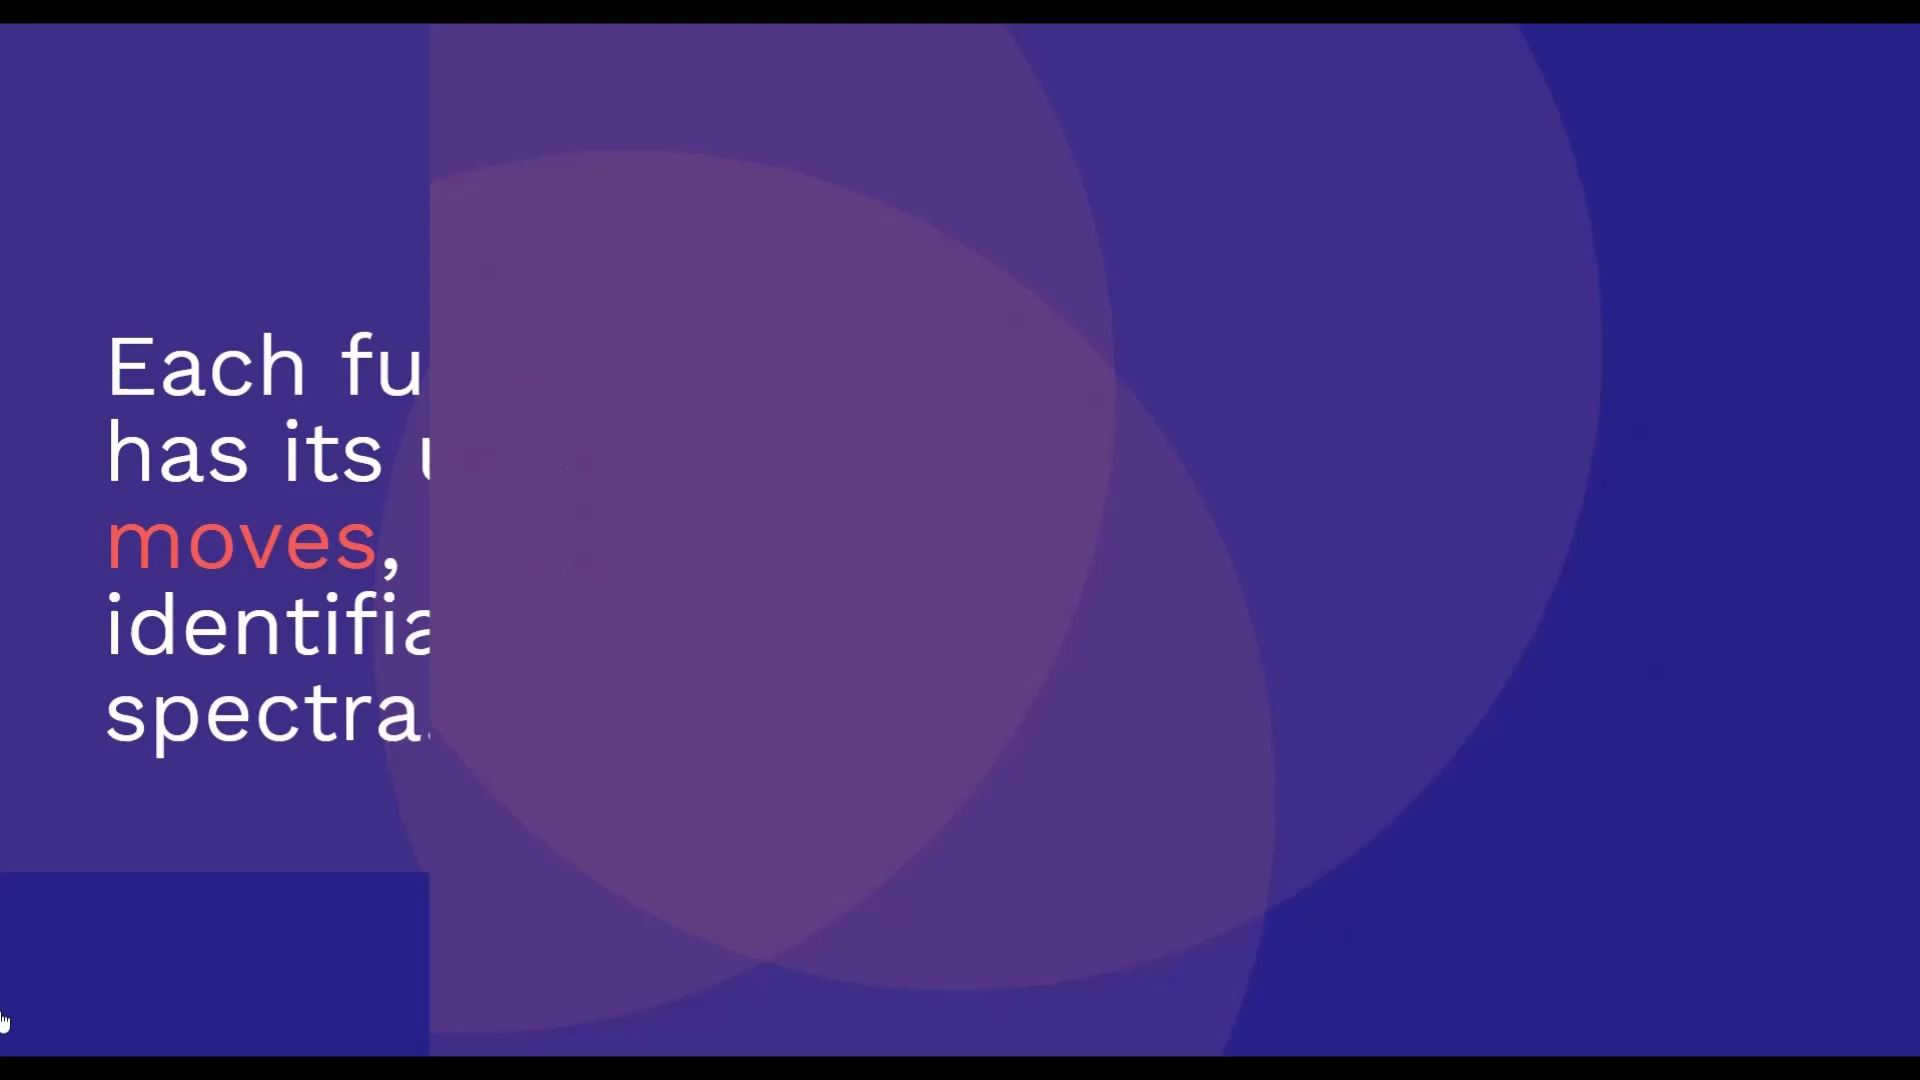 Each fu
has its
moves,
identifia
spectra.